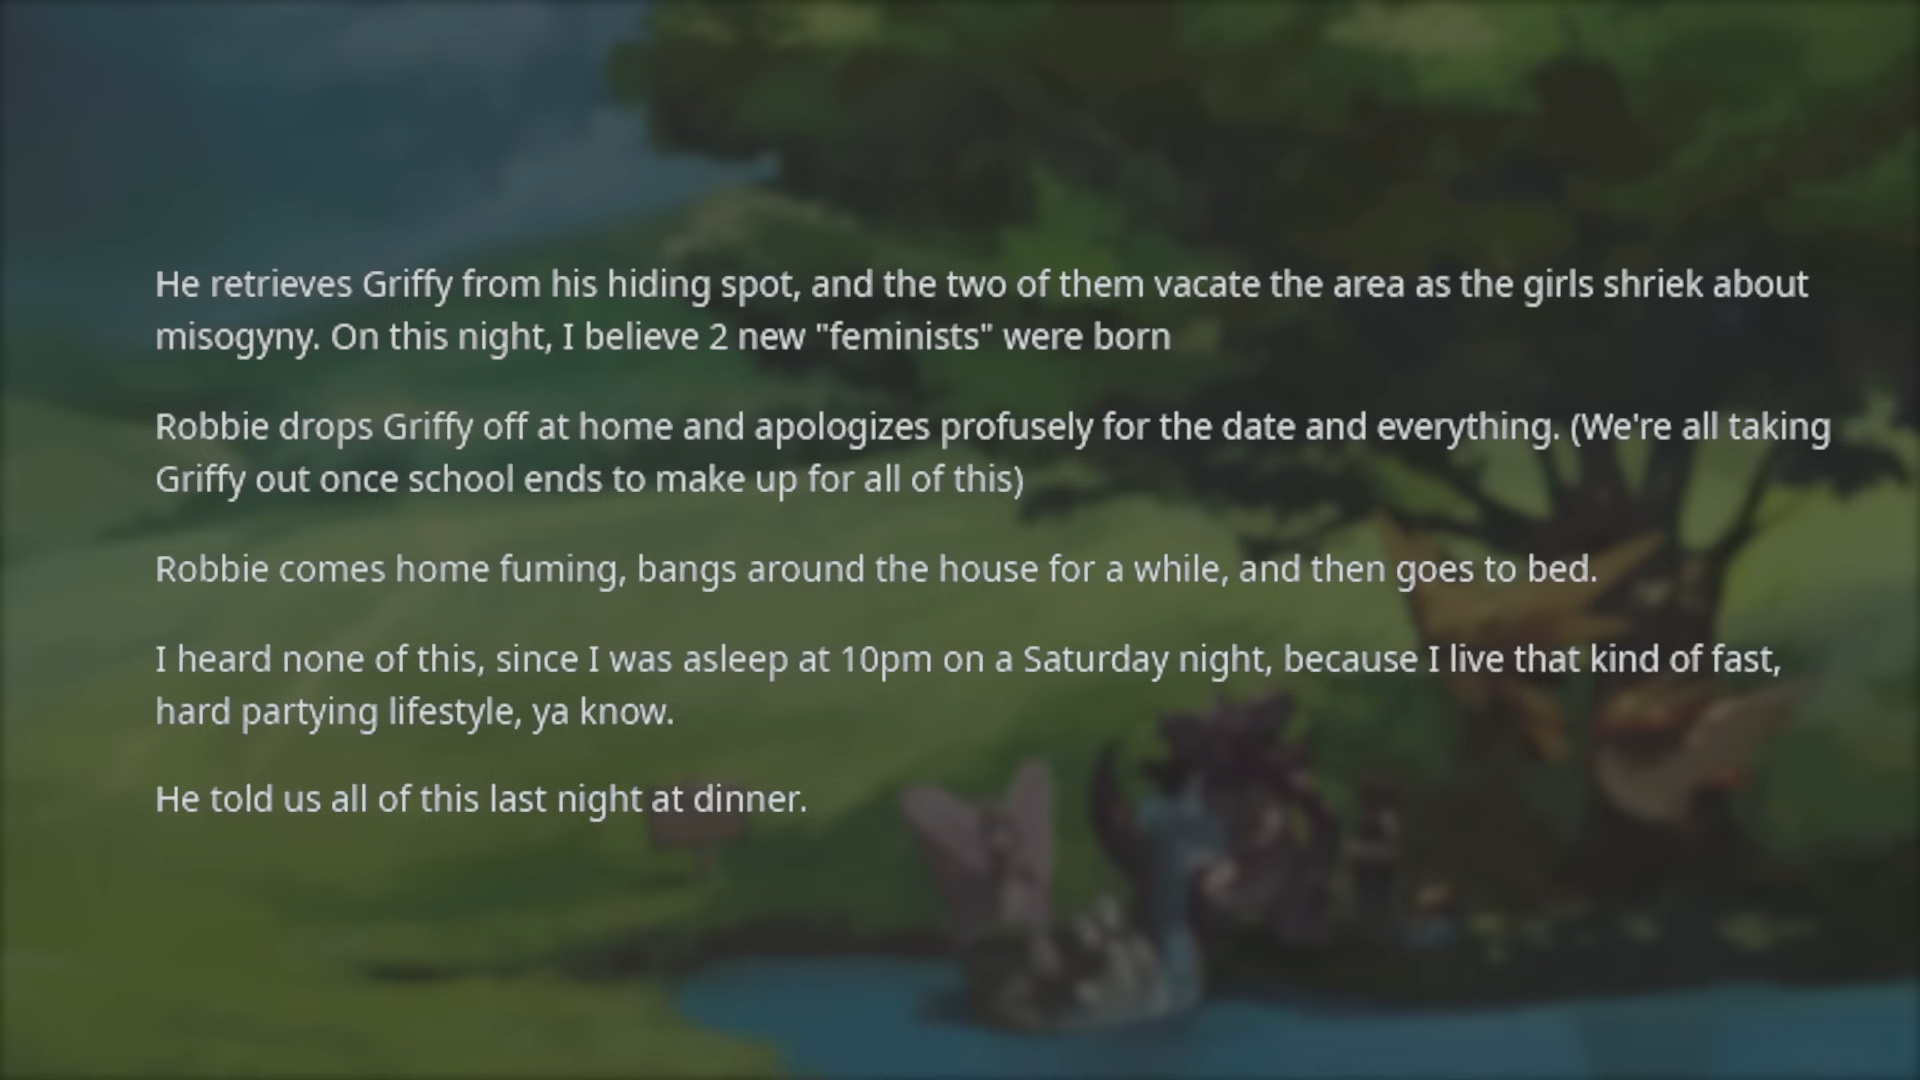 He retrieves Griffy from his hiding spot, and the two of them vacate the area as the girls shriek about
misogyny. On this night, I believe 2 new "feminists" were born
Robbie drops Griffy off at home and apologizes profusely for the date and everything. (We're all taking
Griffy out once school ends to make up for all of this)
Robbie comes home fuming, bangs around the house for a while, and then goes to bed.
I heard none of this, since I was asleep at 10pm on a Saturday night, because I live that kind of fast,
hard partying lifestyle, ya know.
He told us all of this last night at dinner.